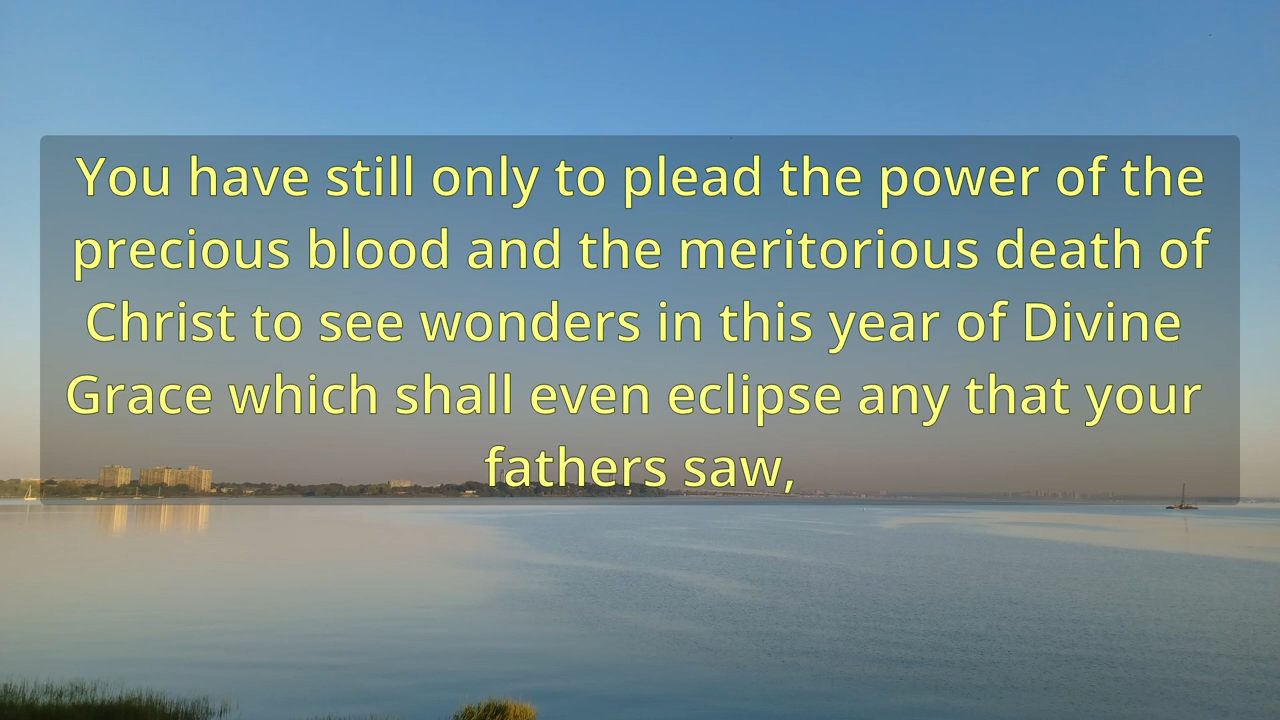 You have still only to plead the power of the
precious blood and the meritorious death of
Christ to see wonders in this year of Divine
Grace which shall even eclipse any that your
fathers saw,